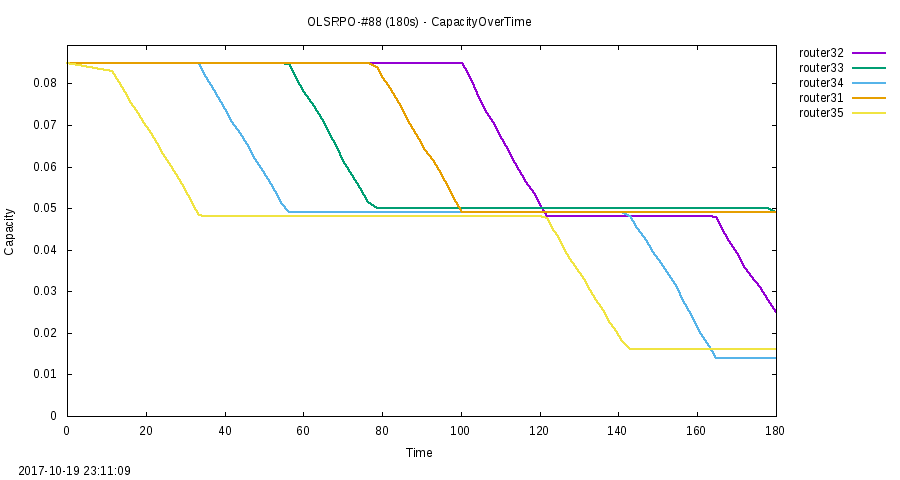 OLSRPO-#88 (180s) - CapacityOverTime
router32
router33
router34
router31
router35
0.08
0.07
0.06
0.05
0.04
0.03
0.02
0.01
0
Capacity
0 20 40 60 80 100 120 140 160 180
Time
2017-10-19 23:11:09